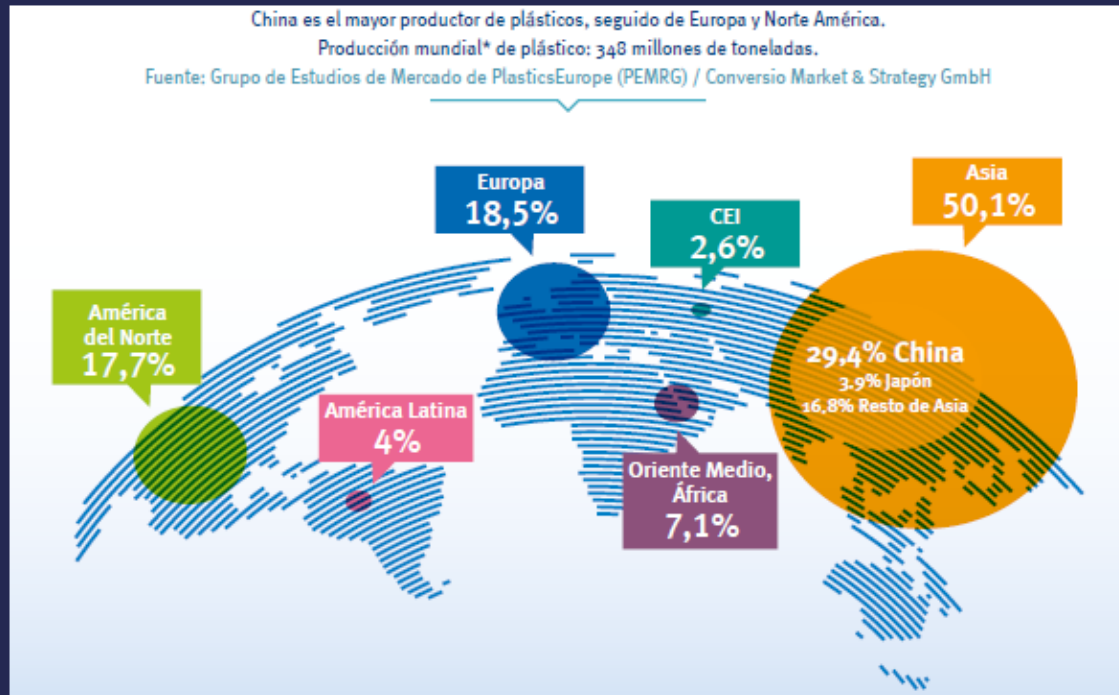 China es el mayor productor de plásticos, seguido de Europa y Norte América.
Producción mundial* de plástico: 348 millones de toneladas.
Fuente: Grupo de Estudios de Mercado de PlasticsEurope (PEMRG) / Conversio Market & Strategy GmbH
Europa
18,5%
CEI
2,6%
Asia
50,1%
América
del Norte
17,7%
América Latina
4%
29,4% China
3,9% Japón
16,8% Resto de Asia
Oriente Medio,
África
7,1%